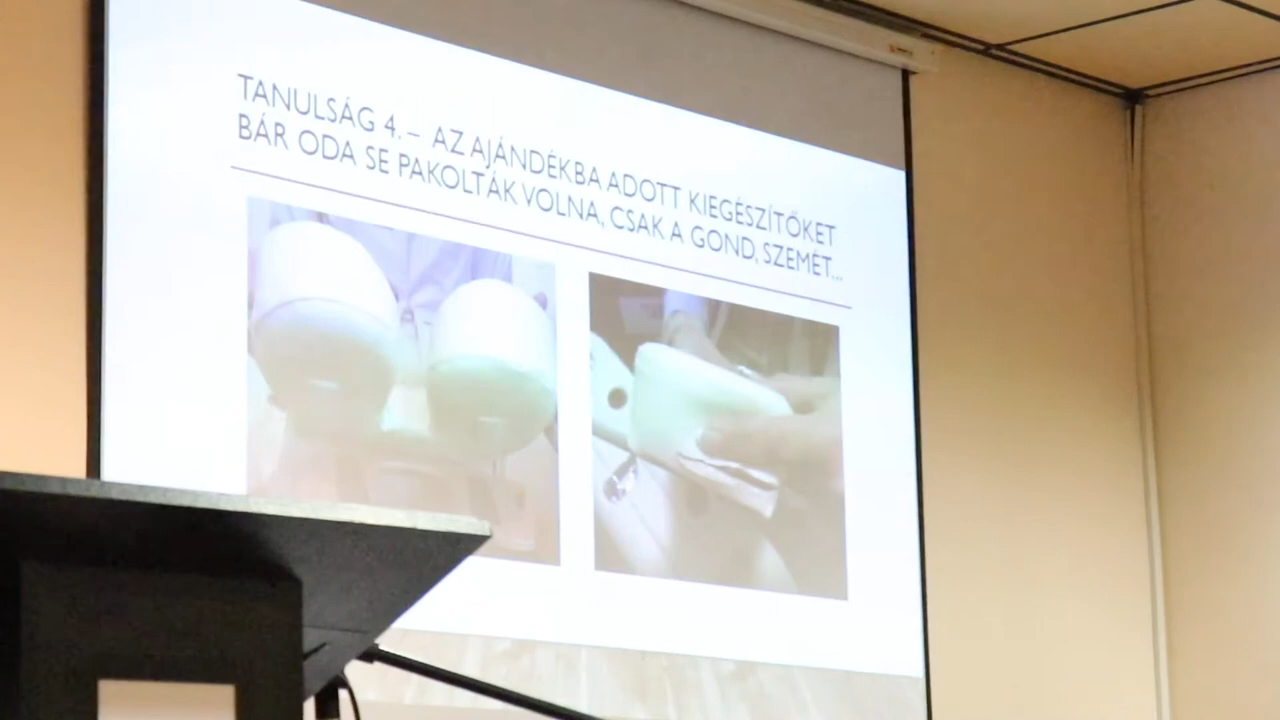 TANULSÁG 4. – AZ AJÁNDÉKBA ADOTT KIEGÉSZÍTŐKET
BÁR ODA SE PAKOLTÁK VOLNA, CSAK A GOND, SZEMÉT...